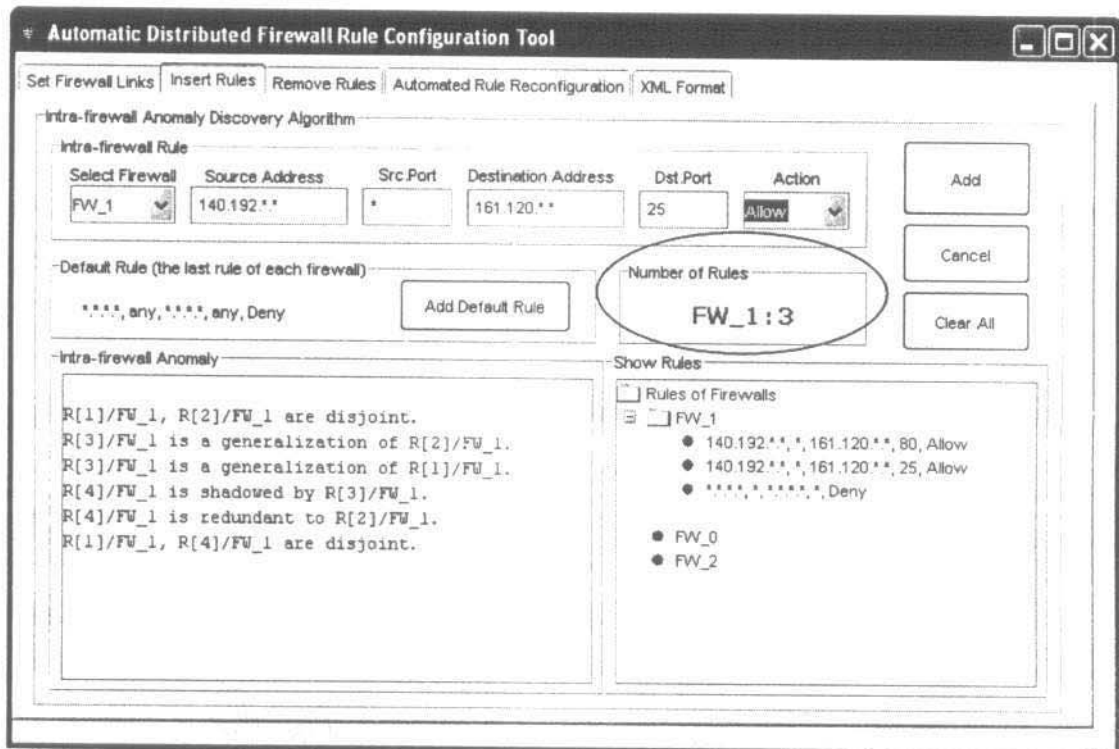 Automatic Distributed Firewall Rule Configuration Tool
Set Firewall Links Insert Rules Remove Rules Automated Rule Reconfiguration XML Format
Intra-firewall Anomaly Discovery Algorithm
Intra-firewall Rule
Select Firewall Source Address Src.Port Destination Address Dst.Port Action
FW_1 140.192.*.* * 161.120.*.* 25 Allow
Add
Cancel
Clear All
Default Rule (the last rule of each firewall)
*.*.*.*, any, *.*.*.*, any, Deny
Add Default Rule
Number of Rules
FW_1:3
Intra-firewall Anomaly
R[1]/FW_1, R[2]/FW_1 are disjoint.
R[3]/FW_1 is a generalization of R[2]/FW_1.
R[3]/FW_1 is a generalization of R[1]/FW_1.
R[4]/FW_1 is shadowed by R[3]/FW_1.
R[4]/FW_1 is redundant to R[2]/FW_1.
R[1]/FW_1, R[4]/FW_1 are disjoint.
Show Rules
Rules of Firewalls
FW_1
140.192.*.*, *, 161.120.*.*, 80, Allow
140.192.*.*, *, 161.120.*.*, 25, Allow
*.*.*.*, *, *.*.*.*, *, Deny
FW_0
FW_2